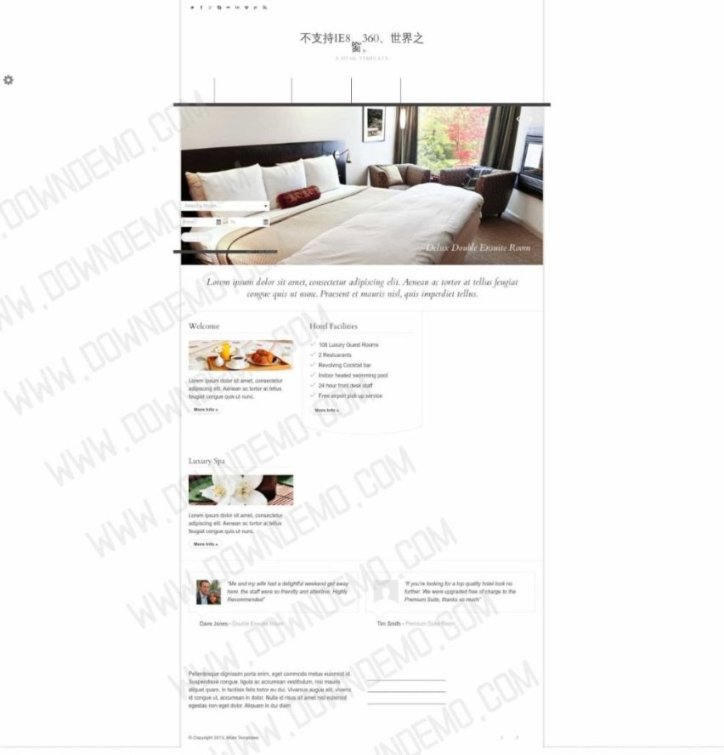 不支持IE8、360、世界之
窗。
A HTML TEMPLATE
Delux Double Ensuite Room
Lorem ipsum dolor sit amet, consectetur adipiscing elit. Aenean ac tortor at tellus feugiat
congue quis ut nunc. Praesent et mauris nisl, quis imperdiet tellus.
Welcome
Lorem ipsum dolor sit amet, consectetur
adipiscing elit. Aenean ac tortor at tellus
feugiat congue quis ut nunc.
More Info »
Hotel Facilities
108 Luxury Guest Rooms
2 Restuarants
Revolving Cocktail bar
Indoor heated swimming pool
24 hour front desk staff
Free airport pick up service
More Info »
Luxury Spa
Lorem ipsum dolor sit amet, consectetur
adipiscing elit. Aenean ac tortor at tellus
feugiat congue quis ut nunc.
More Info »
"Me and my wife had a delightful weekend get away
here, the staff were so friendly and attentive. Highly
Recommended"
Dave Jones - Double Ensuite Room
"If you're looking for a top quality hotel look no
further. We were upgraded free of charge to the
Premium Suite, thanks so much"
Tim Smith - Premium Suite Room
Pellentesque dignissim porta enim, eget commodo metus euismod id.
Suspendisse congue, ligula ac accumsan vestibulum, nisi mauris
aliquet quam, in facilisis felis tortor eu dui. Vivamus augue elit, viverra
id congue ut, accumsan in dolor. Nulla id risus sit amet nisl euismod
egestas non eget dolor. Aliquam in dui diam
© Copyright 2013,
Templates
WWW.DOWNDEMO.COM